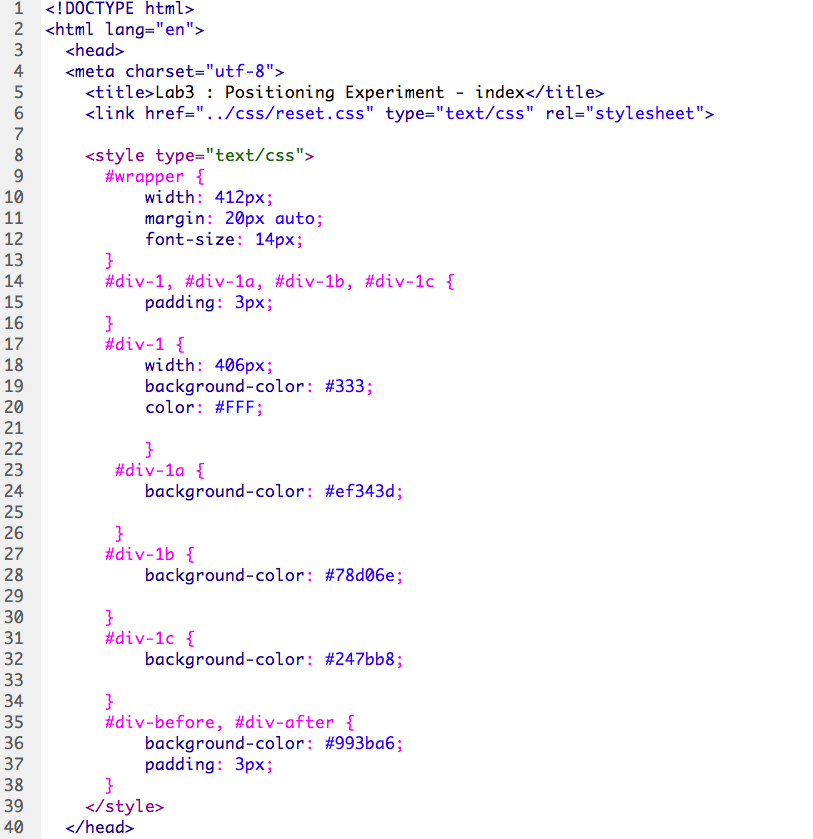 1 <!DOCTYPE html>
2 <html lang="en">
3   <head>
4   <meta charset="utf-8">
5     <title>Lab3 : Positioning Experiment - index</title>
6     <link href="../css/reset.css" type="text/css" rel="stylesheet">
7
8     <style type="text/css">
9       #wrapper {
10           width: 412px;
11           margin: 20px auto;
12           font-size: 14px;
13       }
14       #div-1, #div-1a, #div-1b, #div-1c {
15           padding: 3px;
16       }
17       #div-1 {
18           width: 406px;
19           background-color: #333;
20           color: #FFF;
21
22           }
23        #div-1a {
24           background-color: #ef343d;
25
26        }
27       #div-1b {
28           background-color: #78d06e;
29
30       }
31       #div-1c {
32           background-color: #247bb8;
33
34       }
35       #div-before, #div-after {
36           background-color: #993ba6;
37           padding: 3px;
38       }
39     </style>
40   </head>